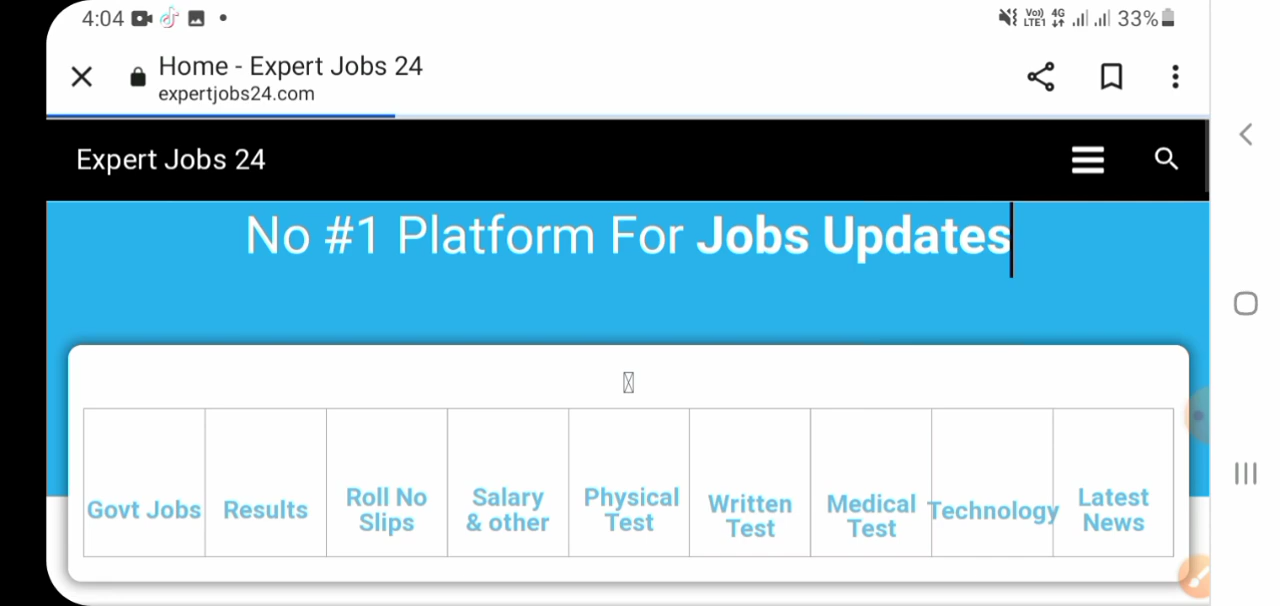 4:04
Vo)) 4G
LTE1
33%
Home - Expert Jobs 24
expertjobs24.com
Expert Jobs 24
No #1 Platform For Jobs Updates
Govt Jobs
Results
Roll No
Slips
Salary
& other
Physical
Test
Written
Test
Medical
Test
Technology
Latest
News